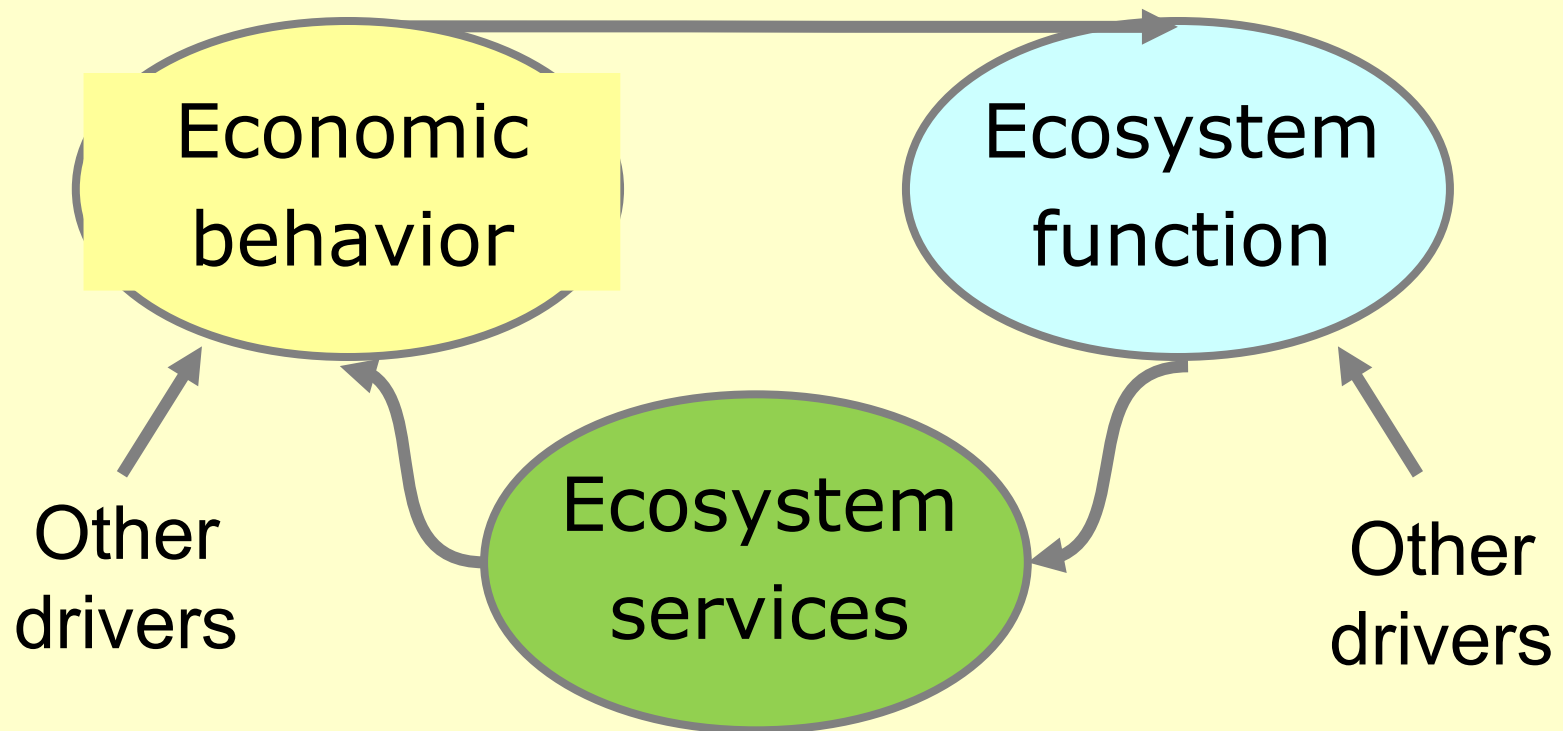 Economic
behavior
Ecosystem
function
Ecosystem
services
Other
drivers
Other
drivers